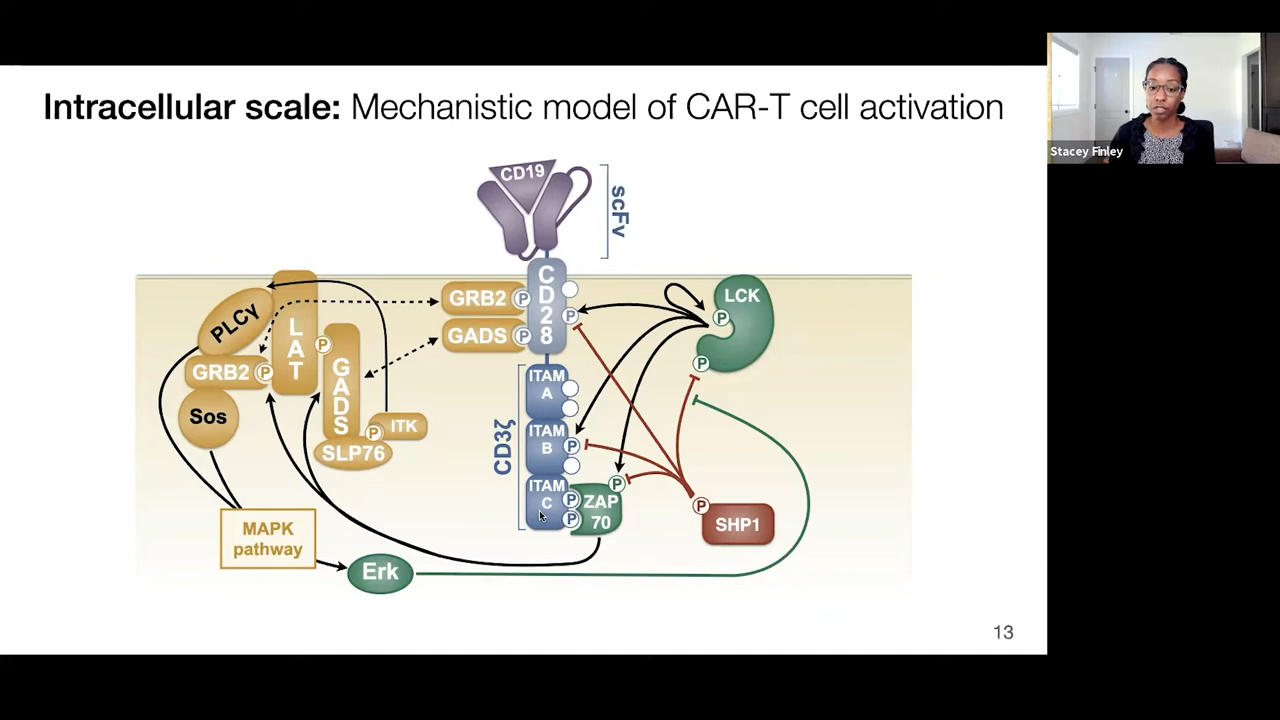 Intracellular scale: Mechanistic model of CAR-T cell activation
Stacey Finley
CD19
scFv
CD28
GRB2
P
GADS
P
P
LCK
P
P
PLCγ
LAT
GRB2
P
P
GADS
Sos
ITK
P
SLP76
CD3ζ
ITAM
A
ITAM
B
P
ITAM
C
P
P
P
ZAP
70
P
SHP1
MAPK
pathway
Erk
13